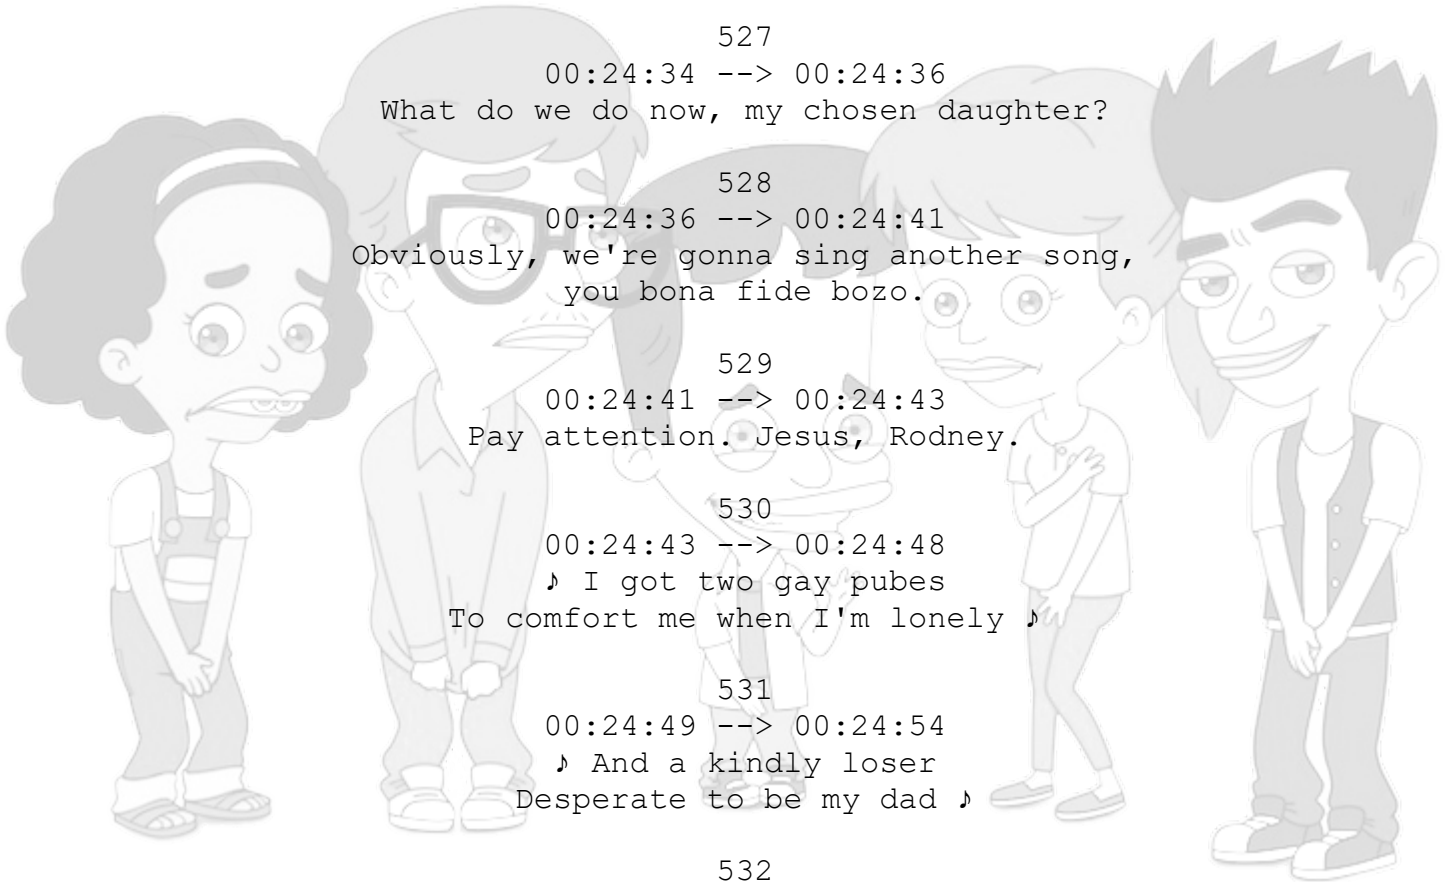 527
00:24:34 --> 00:24:36
What do we do now, my chosen daughter?
528
00:24:36 --> 00:24:41
Obviously, we're gonna sing another song,
you bona fide bozo.
529
00:24:41 --> 00:24:43
Pay attention. Jesus, Rodney.
530
00:24:43 --> 00:24:48
♪ I got two gay pubes
To comfort me when I'm lonely ♪
531
00:24:49 --> 00:24:54
♪ And a kindly loser
Desperate to be my dad ♪
532